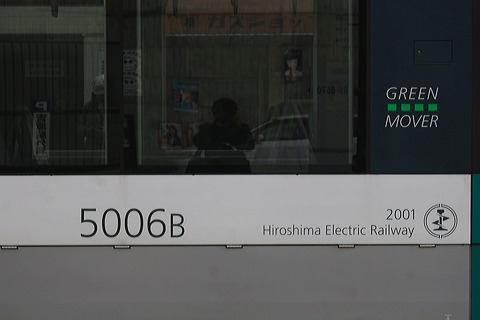 GREEN
MOVER
5006B
2001
Hiroshima Electric Railway